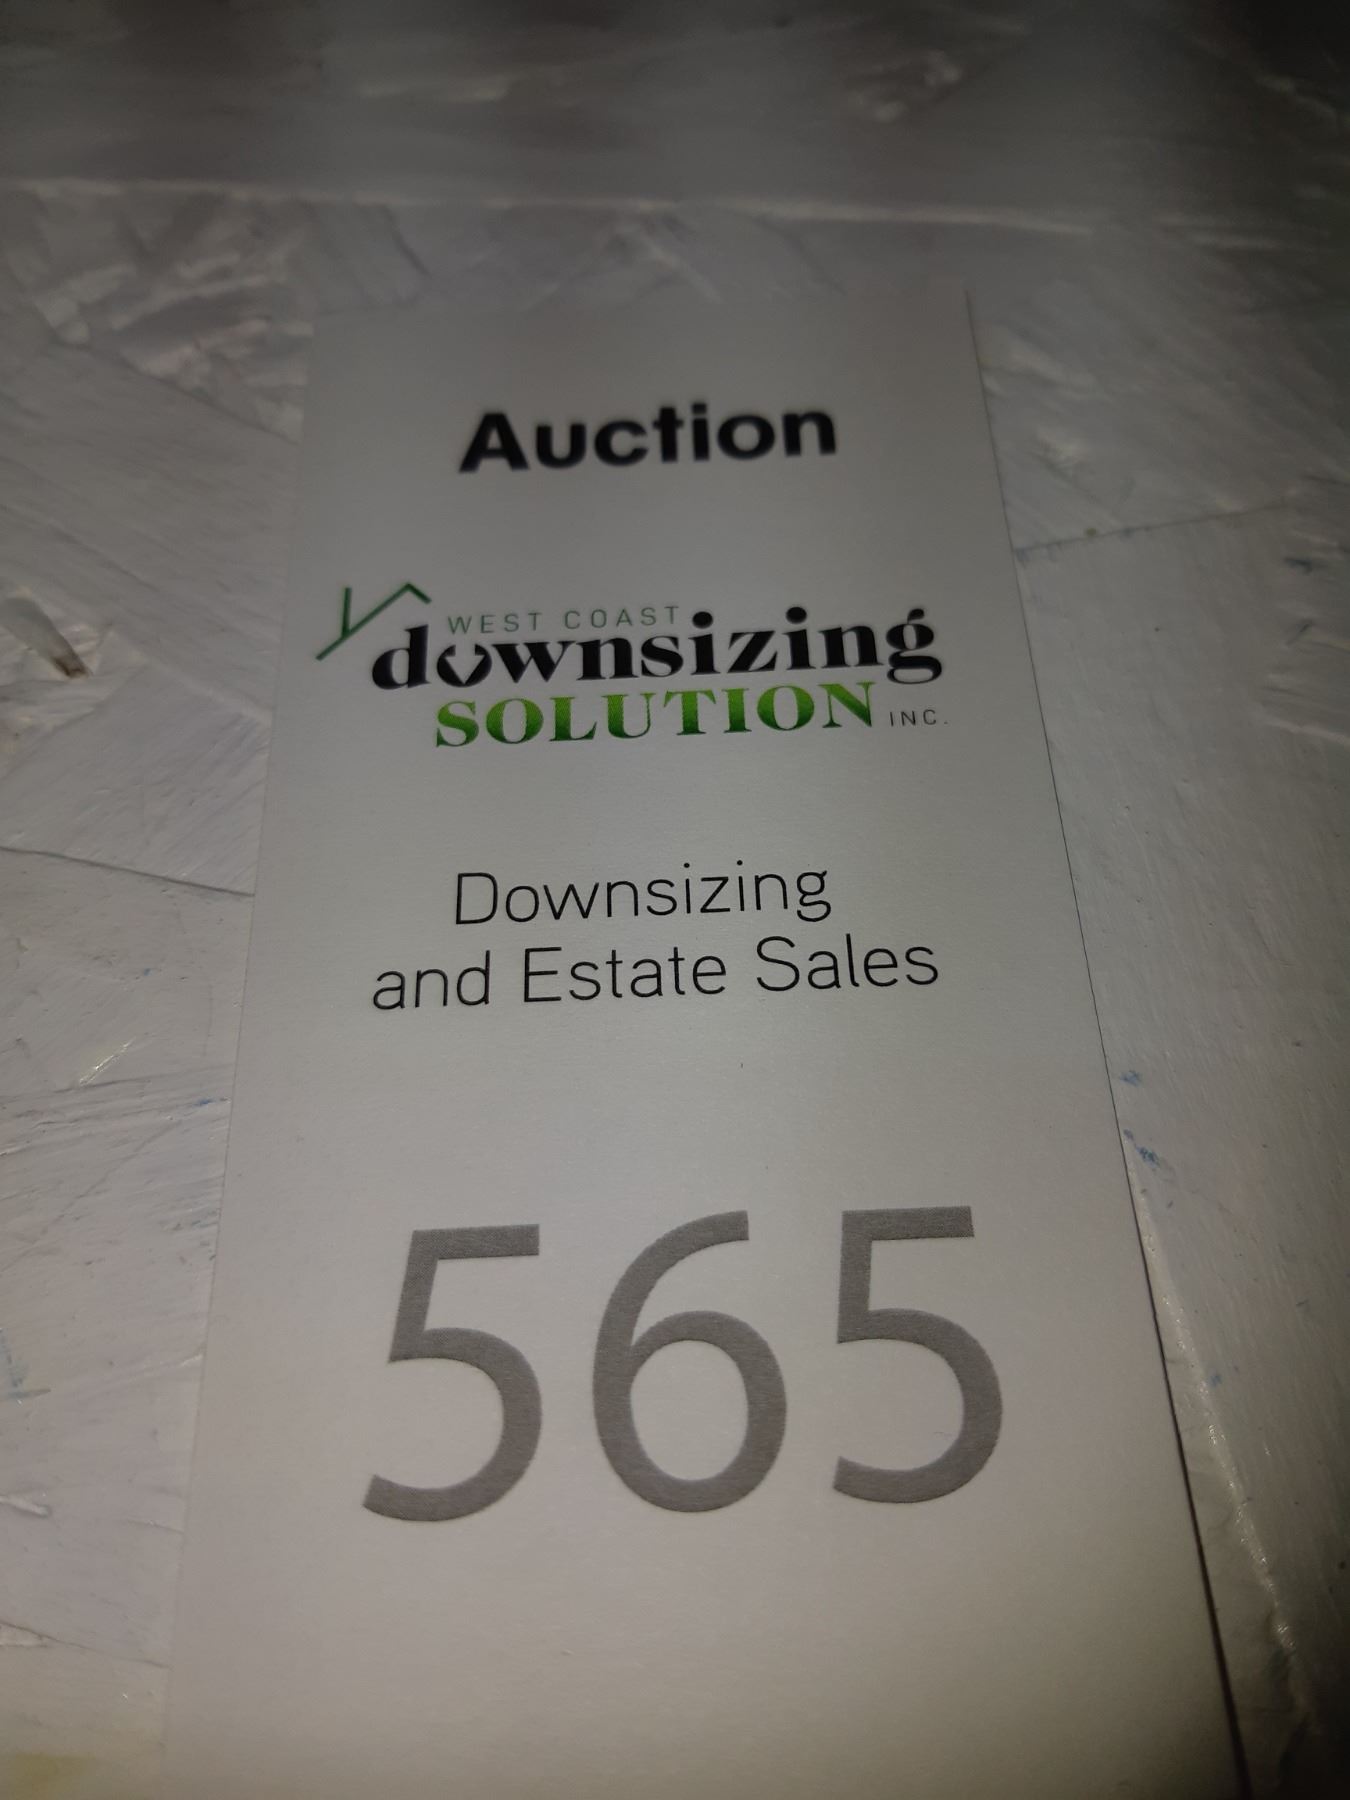 Auction
WEST COAST
downsizing
SOLUTION INC.
Downsizing
and Estate Sales
565